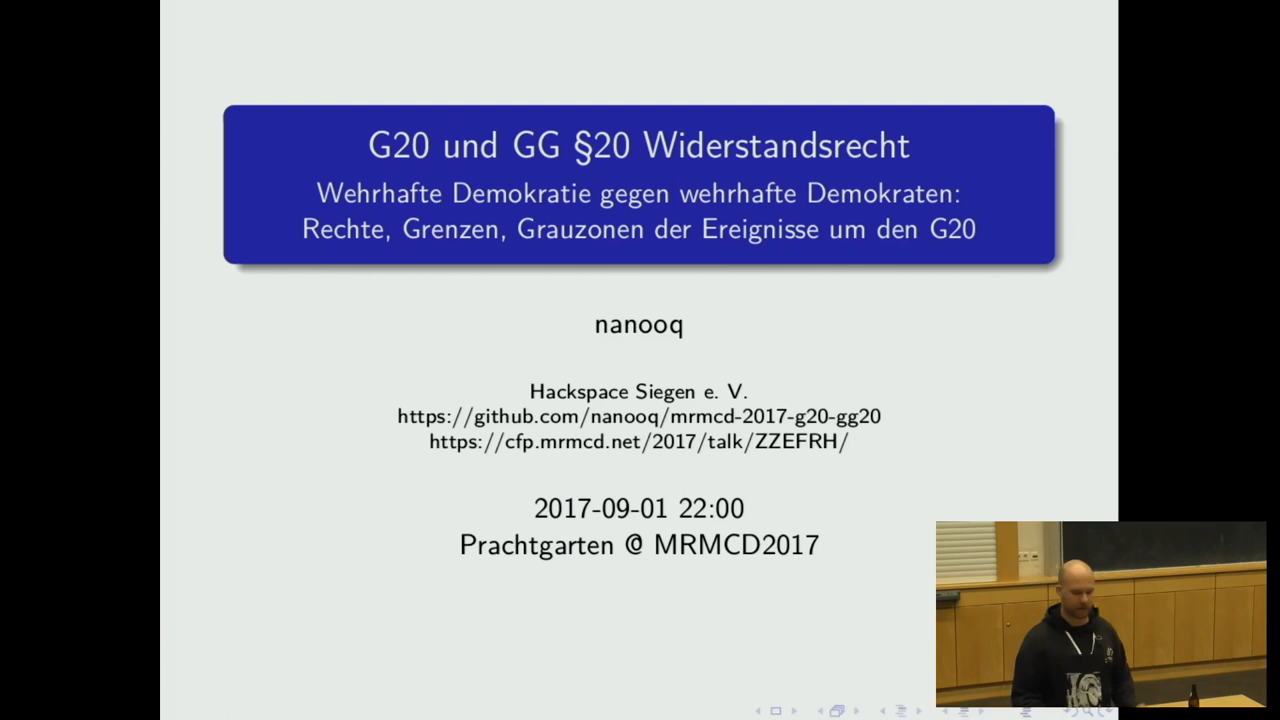 G20 und GG §20 Widerstandsrecht
Wehrhafte Demokratie gegen wehrhafte Demokraten:
Rechte, Grenzen, Grauzonen der Ereignisse um den G20
nanooq
Hackspace Siegen e. V.
https://github.com/nanooq/mrmcd-2017-g20-gg20
https://cfp.mrmcd.net/2017/talk/ZZEFRH/
2017-09-01 22:00
Prachtgarten @ MRMCD2017